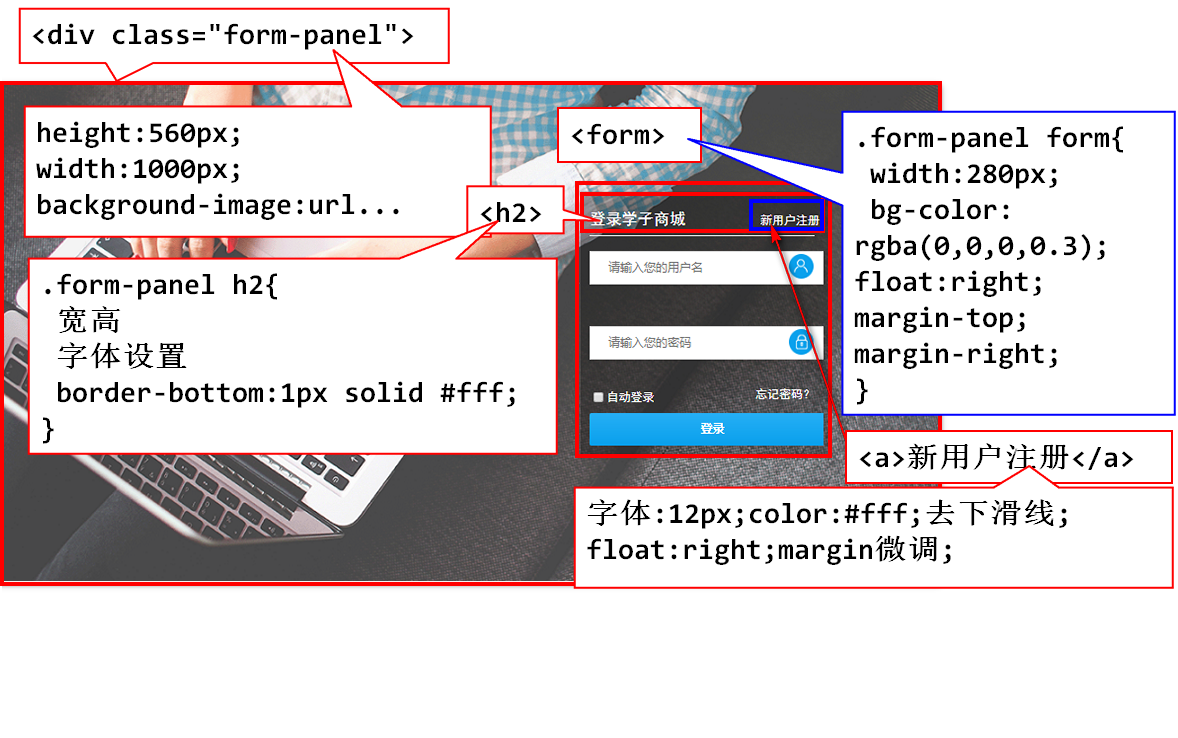 <div class="form-panel">
height:560px;
width:1000px;
background-image:url...
<form>
<h2>
.form-panel h2{
宽高
字体设置
border-bottom:1px solid #fff;
}
登录学子商城
新用户注册
请输入您的用户名
请输入您的密码
自动登录
忘记密码?
登录
.form-panel form{
width:280px;
bg-color:
rgba(0,0,0,0.3);
float:right;
margin-top;
margin-right;
}
<a>新用户注册</a>
字体:12px;color:#fff;去下滑线;
float:right;margin微调;